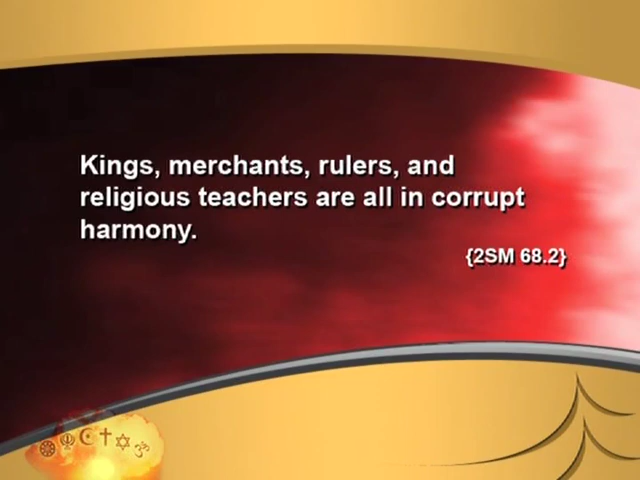 Kings, merchants, rulers, and
religious teachers are all in corrupt
harmony.
{2SM 68.2}